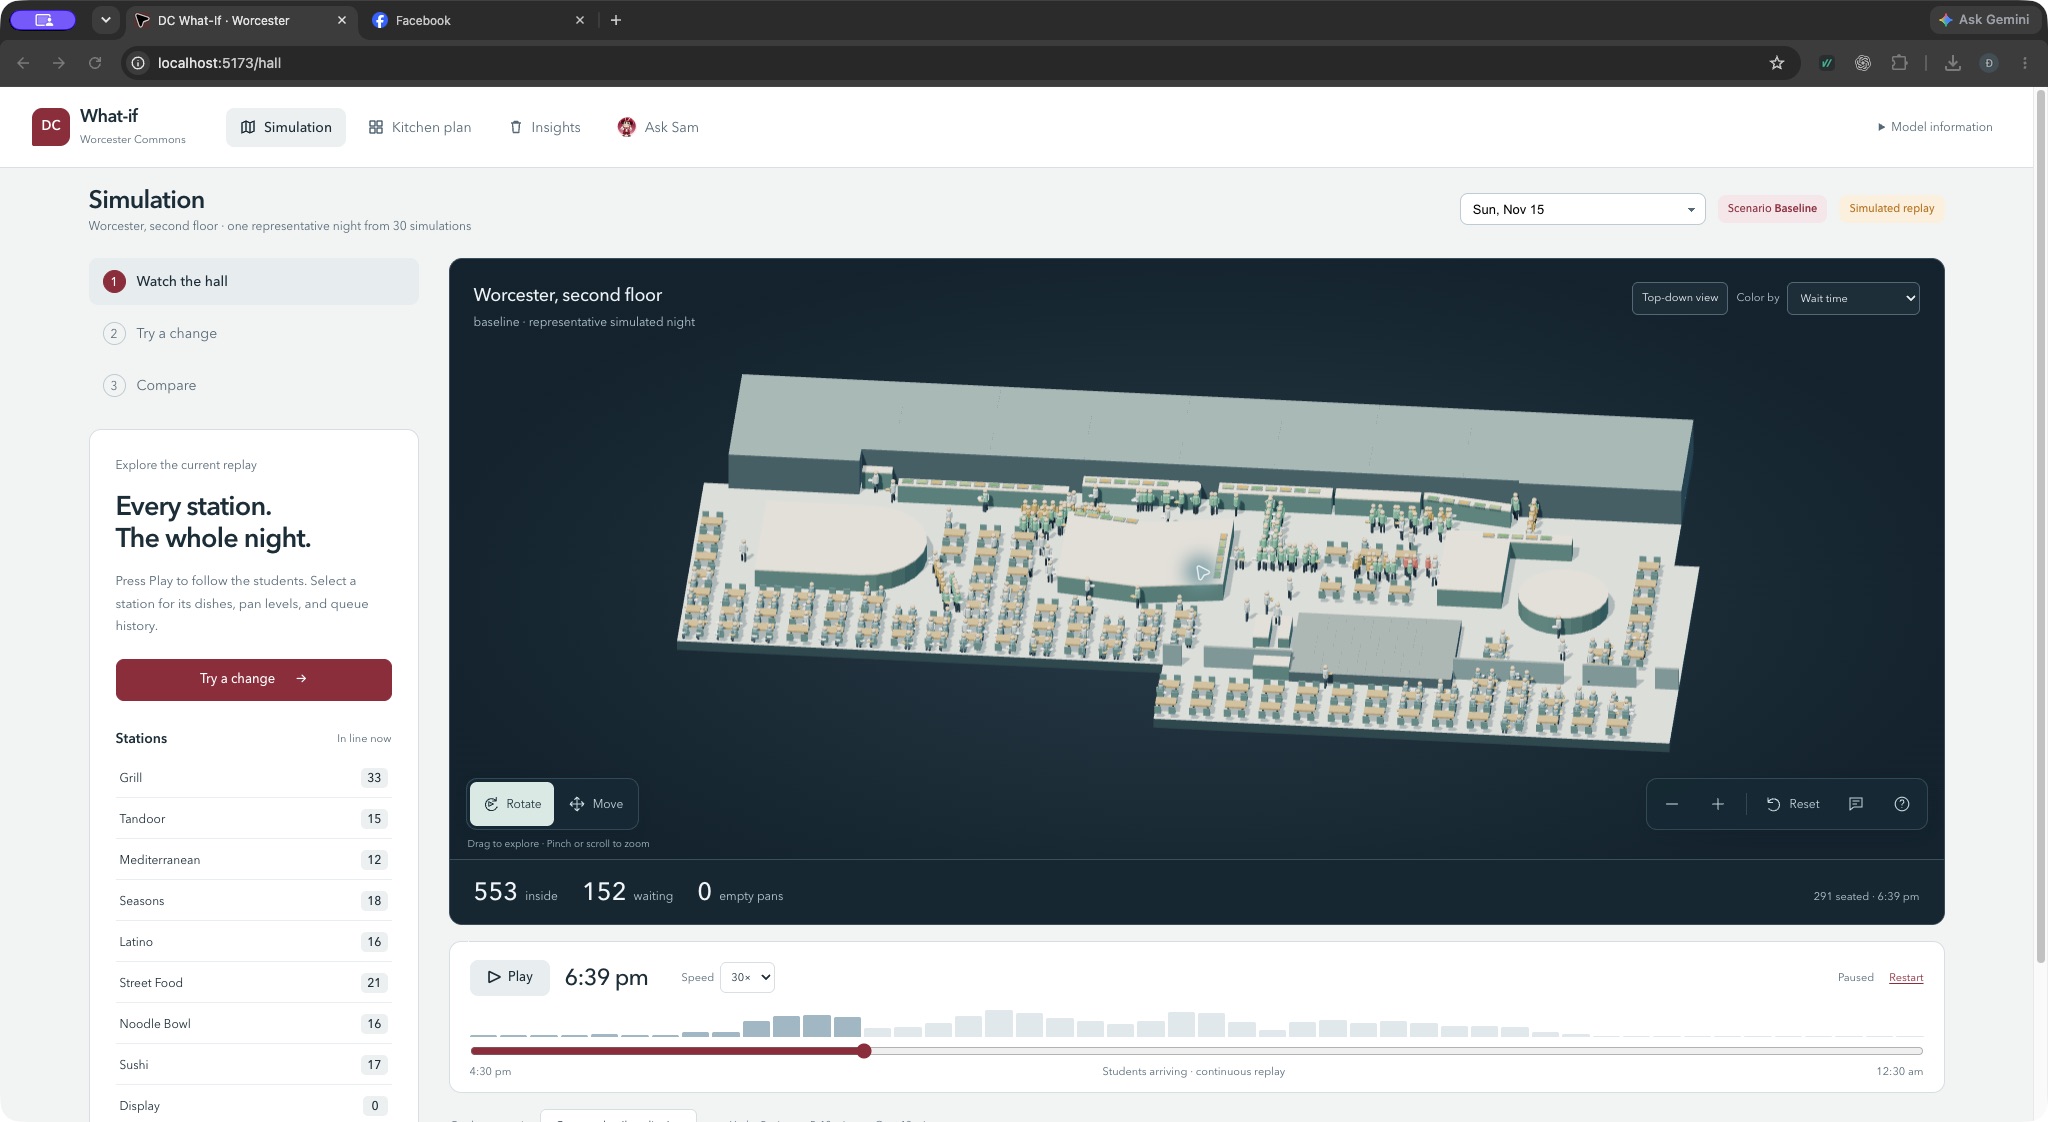 DC What-If · Worcester
Facebook
Ask Gemini
localhost:5173/hall
Đ
DC
What-if
Worcester Commons
Simulation
Kitchen plan
Insights
Ask Sam
Model information
Simulation
Worcester, second floor · one representative night from 30 simulations
Sun, Nov 15
Scenario Baseline
Simulated replay
1 Watch the hall
2 Try a change
3 Compare
Explore the current replay
Every station.
The whole night.
Press Play to follow the students. Select a
station for its dishes, pan levels, and queue
history.
Try a change →
Stations In line now
Grill 33
Tandoor 15
Mediterranean 12
Seasons 18
Latino 16
Street Food 21
Noodle Bowl 16
Sushi 17
Display 0
Worcester, second floor
baseline · representative simulated night
Top-down view
Color by
Wait time
Rotate
Move
Drag to explore · Pinch or scroll to zoom
Reset
553 inside 152 waiting 0 empty pans
291 seated · 6:39 pm
Play
6:39 pm
Speed
30×
Paused
Restart
4:30 pm
Students arriving · continuous replay
12:30 am